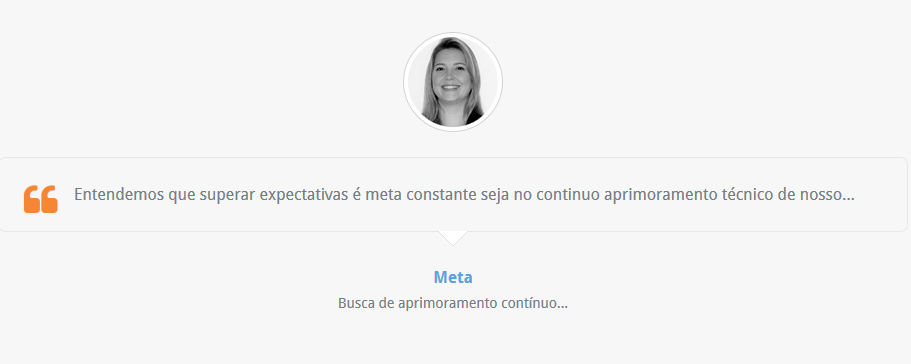 Entendemos que superar expectativas é meta constante seja no continuo aprimoramento técnico de nosso...
Meta
Busca de aprimoramento contínuo...